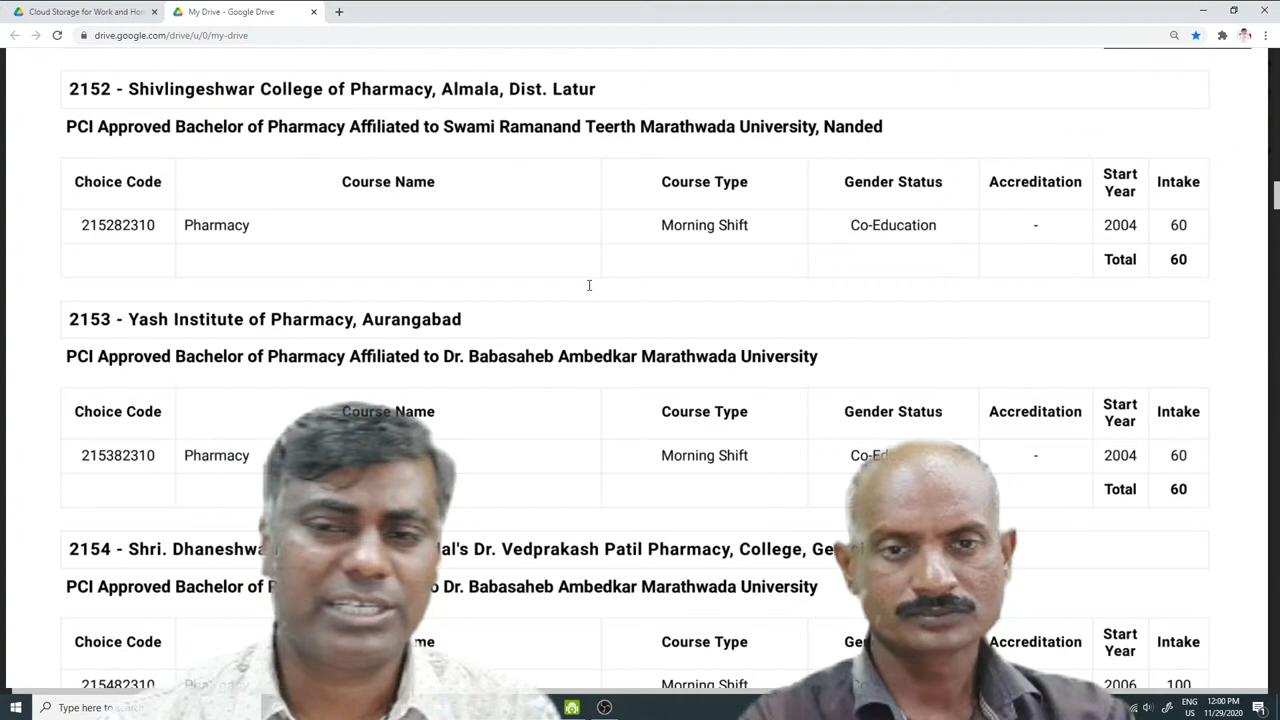 Cloud Storage for Work and Hom
My Drive - Google Drive
drive.google.com/drive/u/0/my-drive
2152 - Shivlingeshwar College of Pharmacy, Almala, Dist. Latur
PCI Approved Bachelor of Pharmacy Affiliated to Swami Ramanand Teerth Marathwada University, Nanded
Choice Code Course Name Course Type Gender Status Accreditation Start Year Intake
215282310 Pharmacy Morning Shift Co-Education - 2004 60
Total 60
2153 - Yash Institute of Pharmacy, Aurangabad
PCI Approved Bachelor of Pharmacy Affiliated to Dr. Babasaheb Ambedkar Marathwada University
Choice Code Course Name Course Type Gender Status Accreditation Start Year Intake
215382310 Pharmacy Morning Shift Co-Ed - 2004 60
Total 60
2154 - Shri. Dhaneshwa al's Dr. Vedprakash Patil Pharmacy, College, Ge
PCI Approved Bachelor of to Dr. Babasaheb Ambedkar Marathwada University
Choice Code me Course Type Ge Accreditation Start Year Intake
215482310 Pharmacy Morning Shift 2006 100
Type here to
ENG 12:00 PM
US 11/29/2020